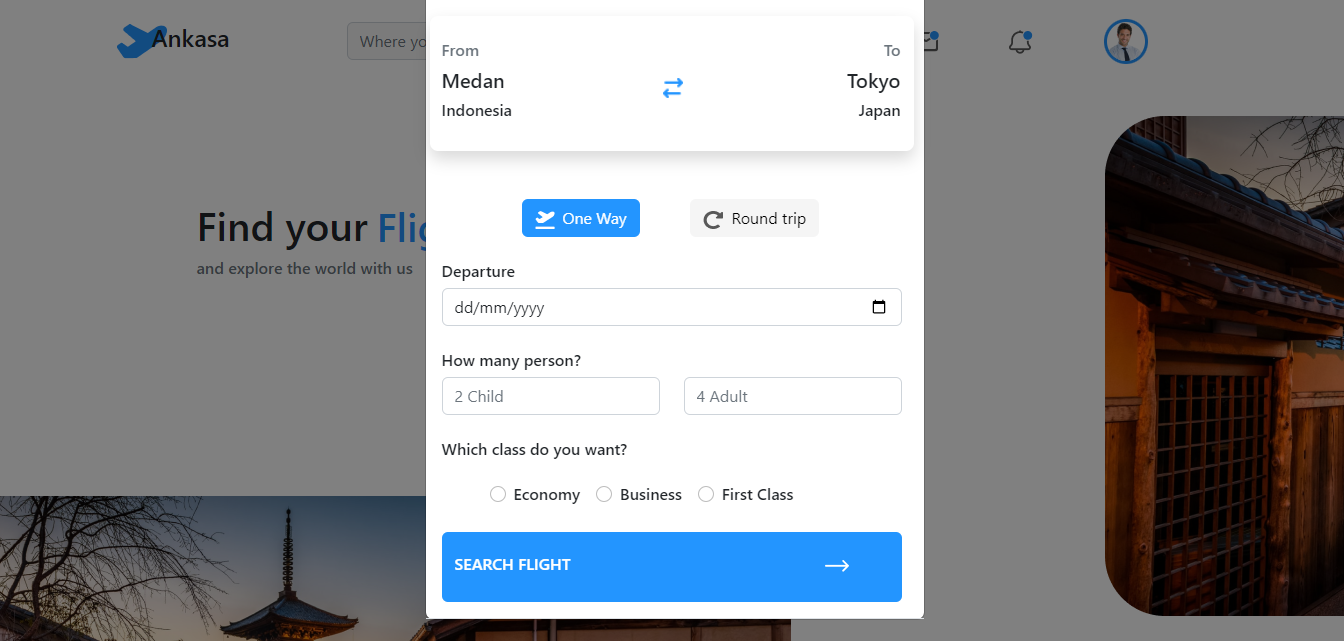 Ankasa
Where yo
Find your Flig
and explore the world with us
From
To
Medan
Tokyo
Indonesia
Japan
One Way
Round trip
Departure
dd/mm/yyyy
How many person?
2 Child
4 Adult
Which class do you want?
Economy
Business
First Class
SEARCH FLIGHT